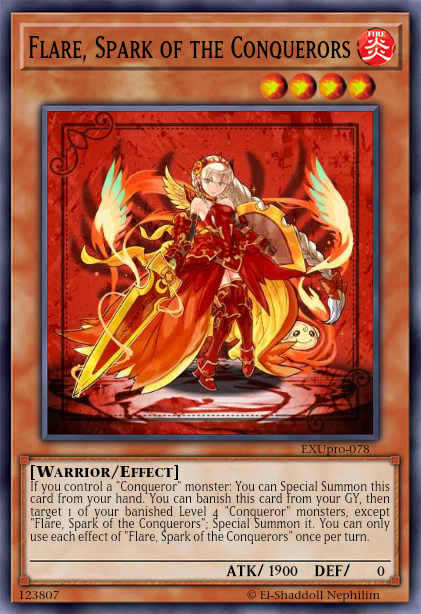 Flare, Spark of the Conquerors
FIRE
炎
EXUpro-078
[Warrior/Effect]
If you control a "Conqueror" monster: You can Special Summon this
card from your hand. You can banish this card from your GY, then
target 1 of your banished Level 4 "Conqueror" monsters, except
"Flare, Spark of the Conquerors"; Special Summon it. You can only
use each effect of "Flare, Spark of the Conquerors" once per turn.
ATK/ 1900 DEF/ 0
123807 © El-Shaddoll Nephilim